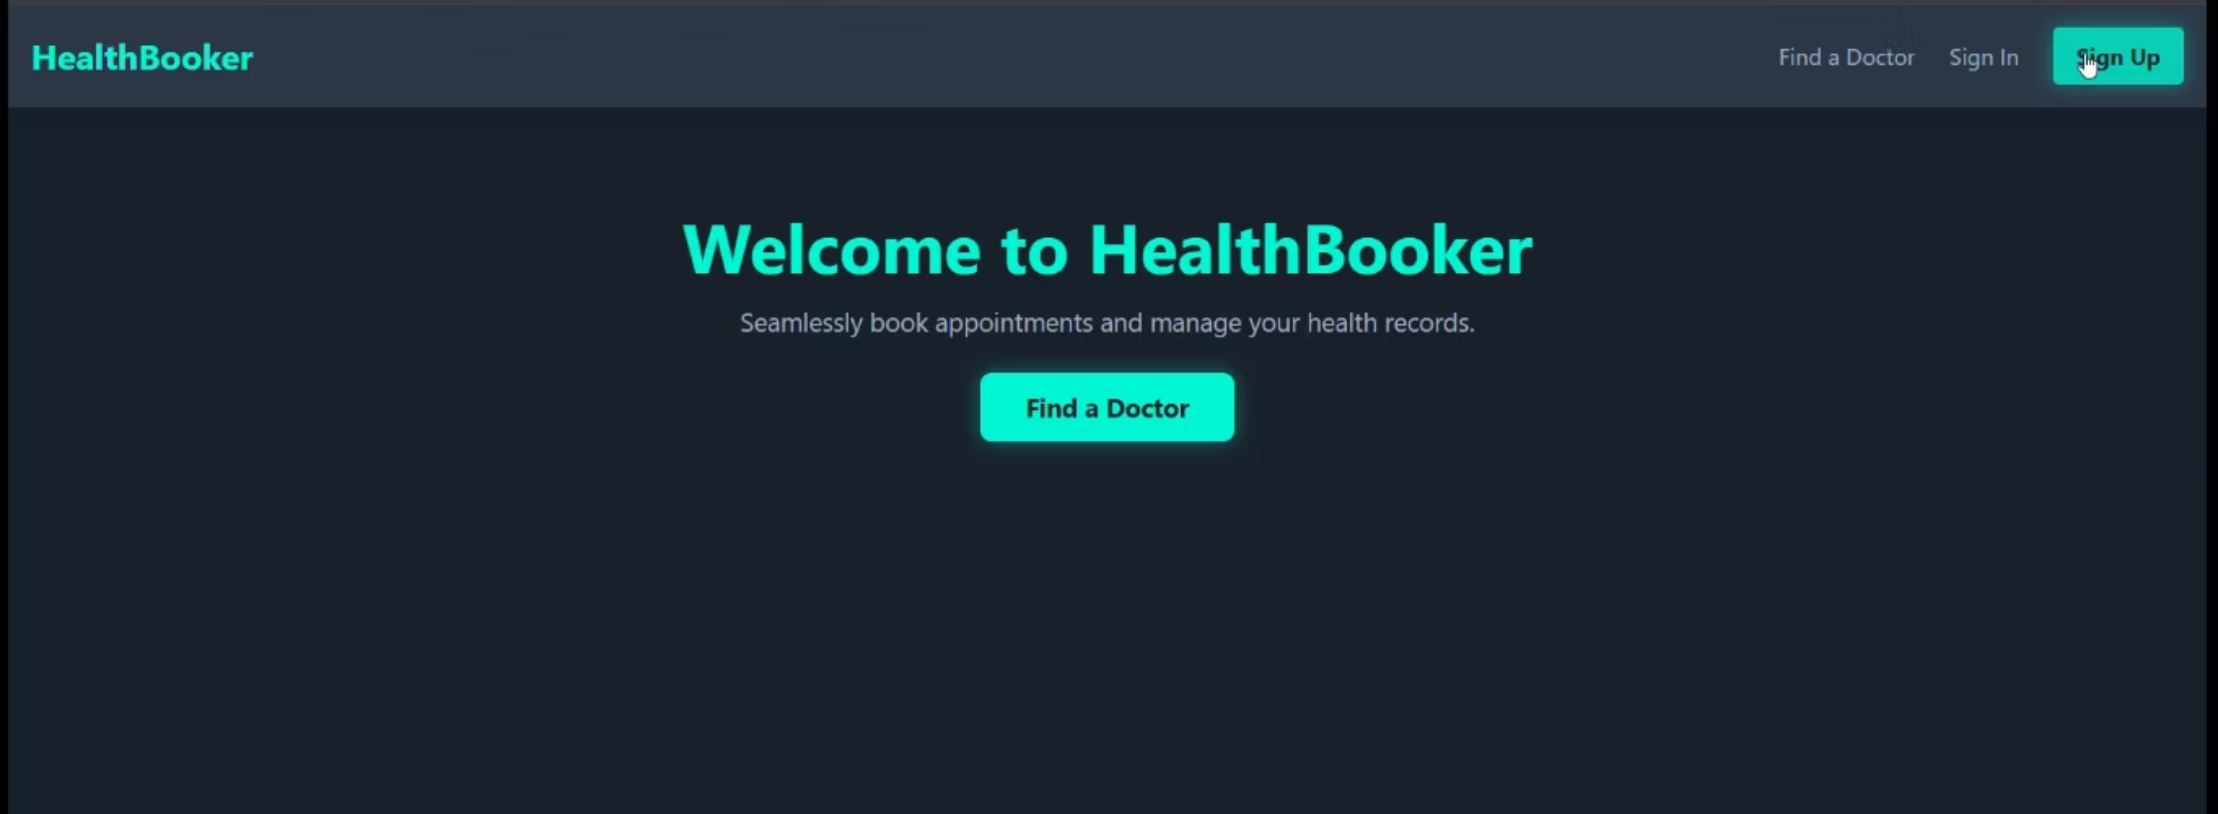 HealthBooker
Find a Doctor
Sign In
Sign Up
Welcome to HealthBooker
Seamlessly book appointments and manage your health records.
Find a Doctor